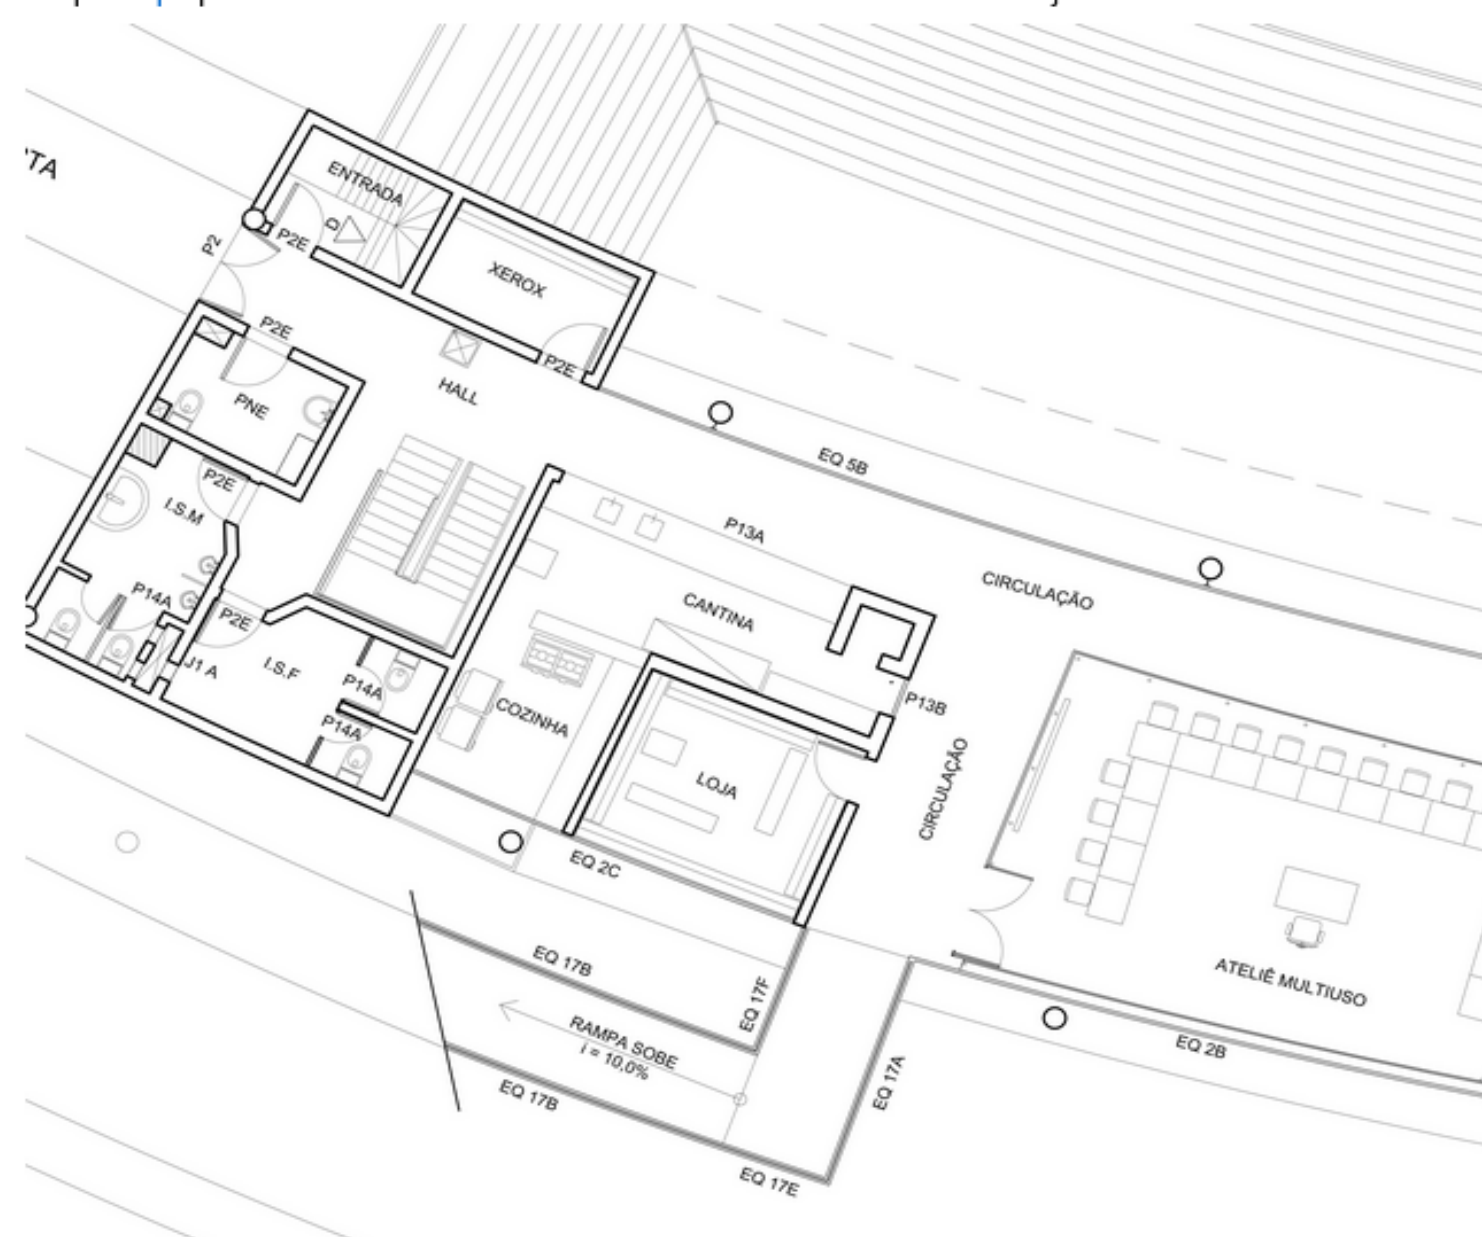 TA
ENTRADA
D
P2E
P2
XEROX
P2E
P2E
HALL
PNE
EQ 5B
P2E
I.S.M
P13A
CIRCULAÇÃO
P14A
P2E
CANTINA
J1 A
I.S.F
P14A
P13B
COZINHA
P14A
LOJA
CIRCULAÇÃO
EQ 2C
EQ 17B
EQ 17F
ATELIÊ MULTIUSO
RAMPA SOBE
i = 10,0%
EQ 2B
EQ 17B
EQ 17A
EQ 17E